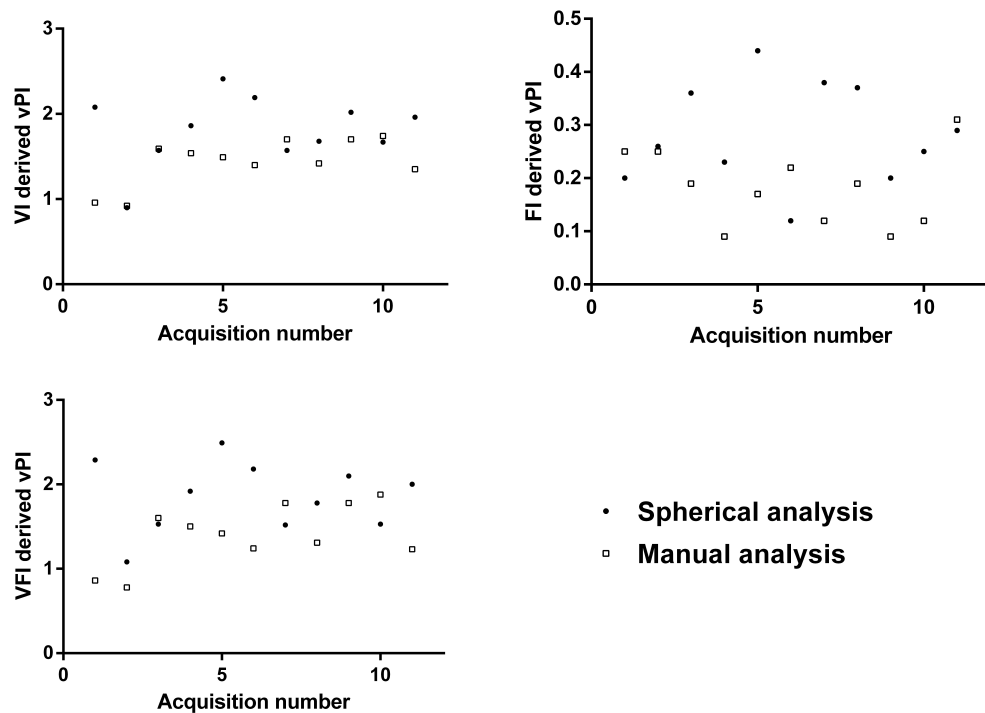 3
2
1
0
VI derived vPI
0 5 10
Acquisition number
0.5
0.4
0.3
0.2
0.1
0.0
FI derived vPI
0 5 10
Acquisition number
3
2
1
0
VFI derived vPI
0 5 10
Acquisition number
Spherical analysis
Manual analysis